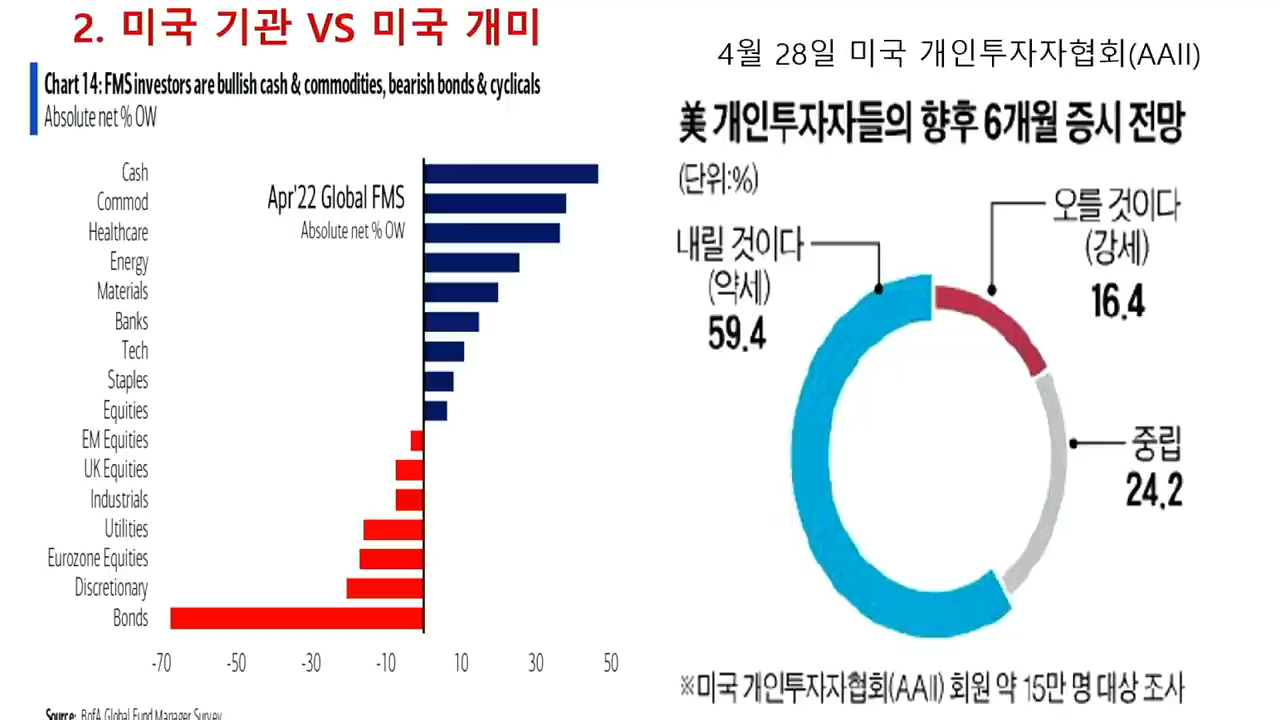 2. 미국 기관 VS 미국 개미
Chart 14: FMS investors are bullish cash & commodities, bearish bonds & cyclicals
Absolute net % OW
Apr'22 Global FMS
Absolute net % OW
Cash
Commod
Healthcare
Energy
Materials
Banks
Tech
Staples
Equities
EM Equities
UK Equities
Industrials
Utilities
Eurozone Equities
Discretionary
Bonds
-70 -50 -30 -10 10 30 50
Source: BofA Global Fund Manager Survey
4월 28일 미국 개인투자자협회(AAII)
美 개인투자자들의 향후 6개월 증시 전망
(단위:%)
내릴 것이다
(약세)
59.4
오를 것이다
(강세)
16.4
중립
24.2
※미국 개인투자자협회(AAII) 회원 약 15만 명 대상 조사